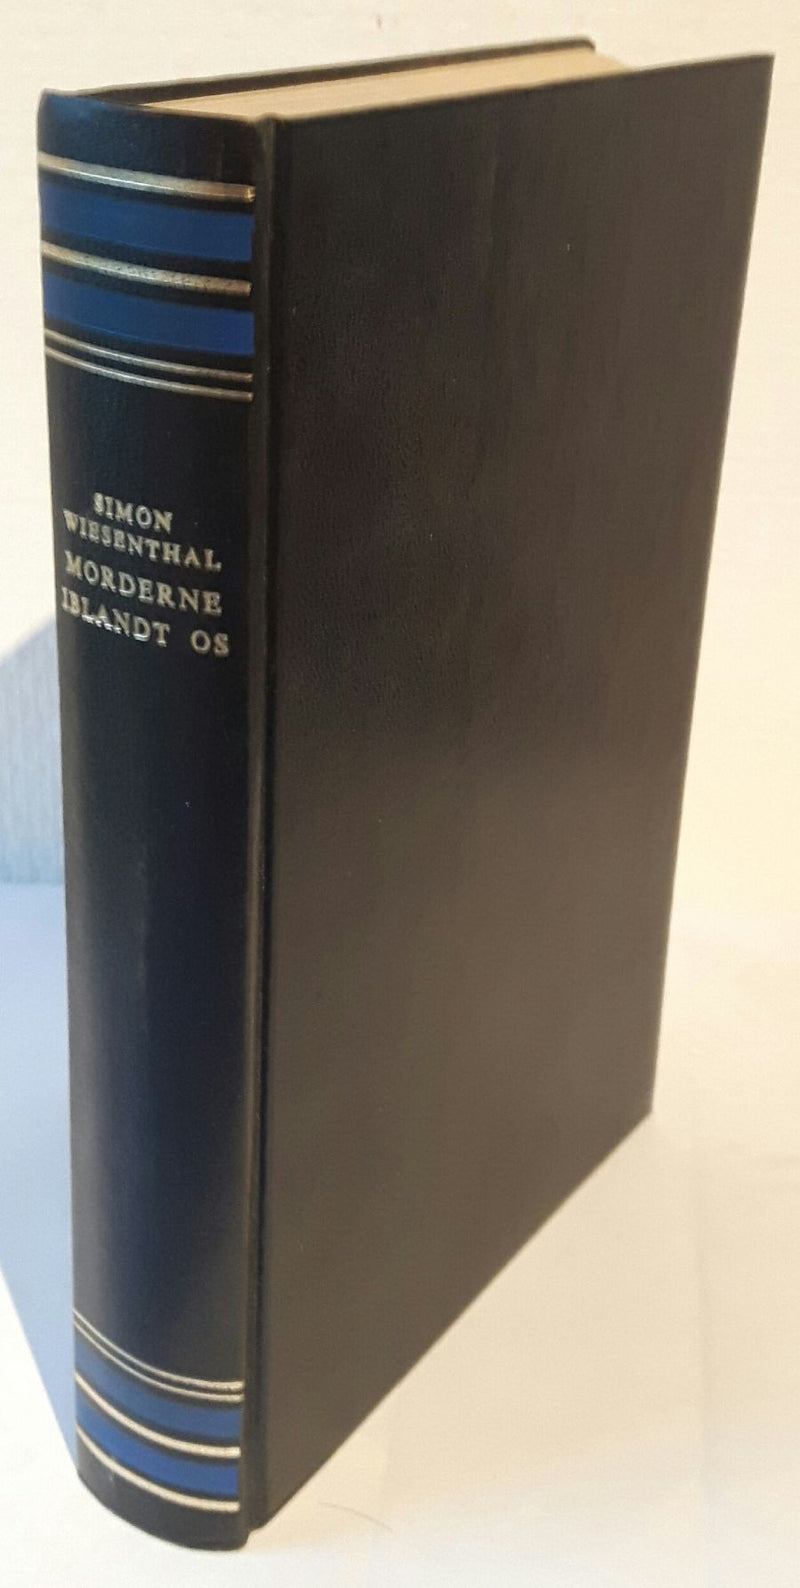 SIMON
WIESENTHAL
MORDERNE
IBLANDT OS